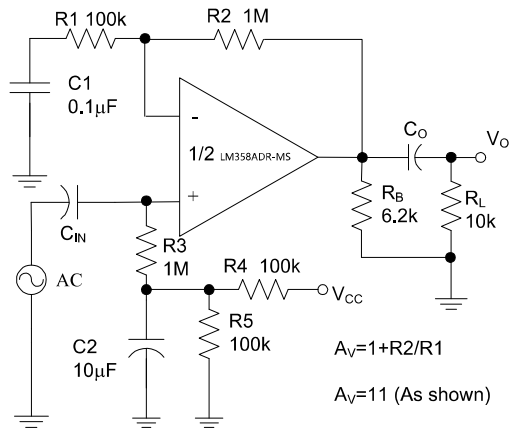 R1 100k
R2 1M
C1
0.1μF
-
1/2 LM358ADR-MS
+
CO
VO
RB
6.2k
RL
10k
CIN
R3
1M
AC
R4 100k
VCC
C2
10μF
R5
100k
AV=1+R2/R1
AV=11 (As shown)